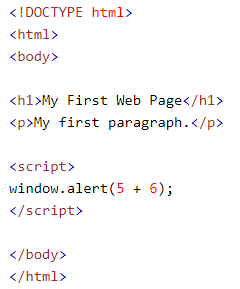 <!DOCTYPE html>
<html>
<body>
<h1>My First Web Page</h1>
<p>My first paragraph.</p>
<script>
window.alert(5 + 6);
</script>
</body>
</html>